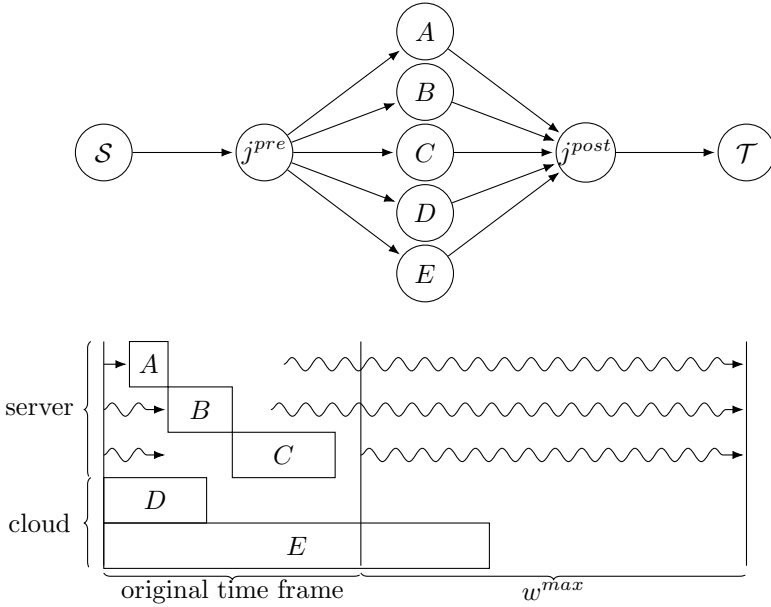 A
B
S j^{pre} C j^{post} T
D
E
A
server B
C
D
cloud
E
original time frame w^{max}